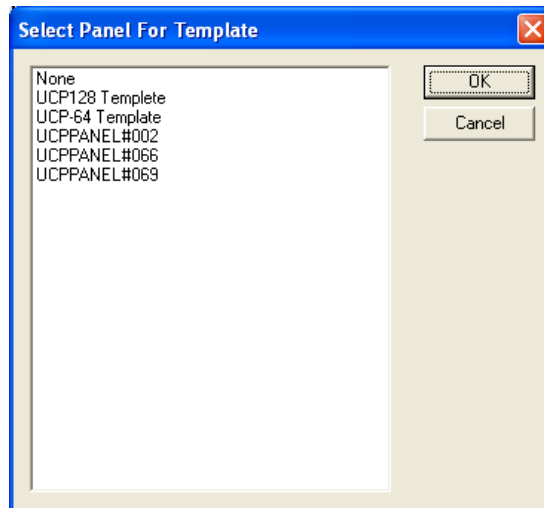 Select Panel For Template
None
UCP128 Templete
UCP-64 Template
UCPPANEL#002
UCPPANEL#066
UCPPANEL#069
OK
Cancel